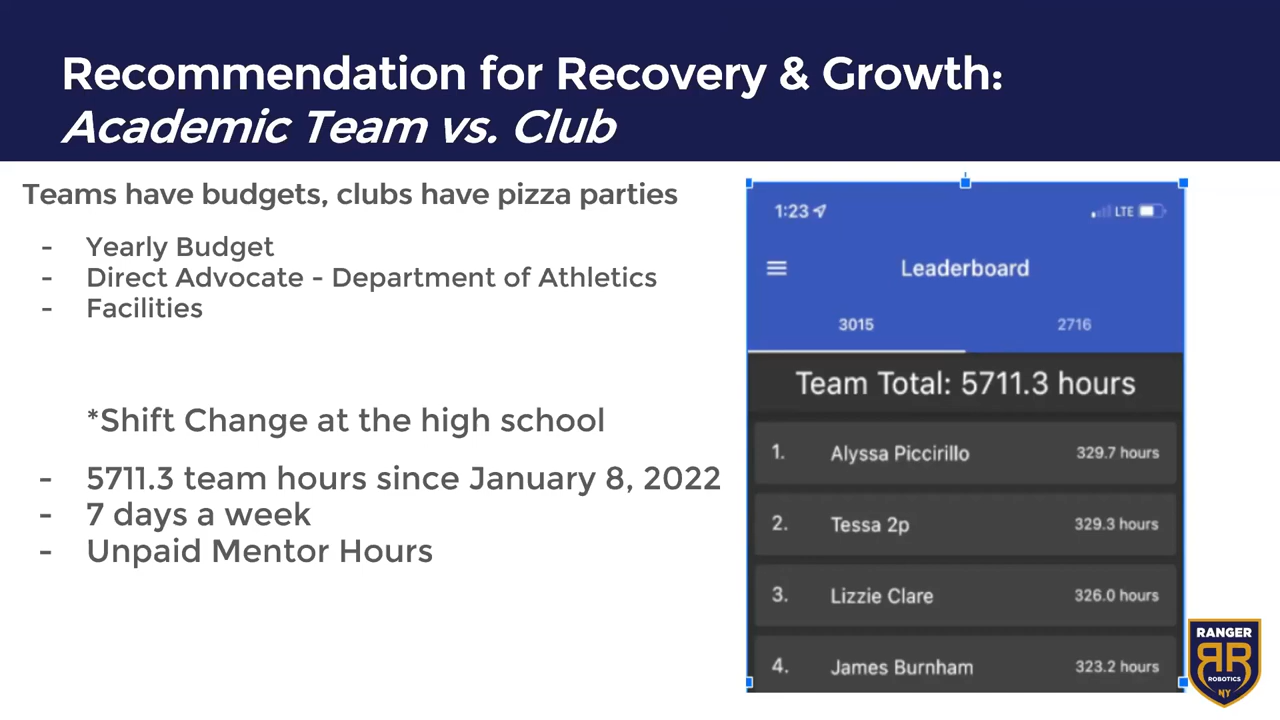 Recommendation for Recovery & Growth:
Academic Team vs. Club
Teams have budgets, clubs have pizza parties
- Yearly Budget
- Direct Advocate - Department of Athletics
- Facilities
*Shift Change at the high school
- 5711.3 team hours since January 8, 2022
- 7 days a week
- Unpaid Mentor Hours
1:23 LTE
Leaderboard
3015 2716
Team Total: 5711.3 hours
1. Alyssa Piccirillo 329.7 hours
2. Tessa 2p 329.3 hours
3. Lizzie Clare 326.0 hours
4. James Burnham 323.2 hours
RANGER
RR
ROBOTICS
NY